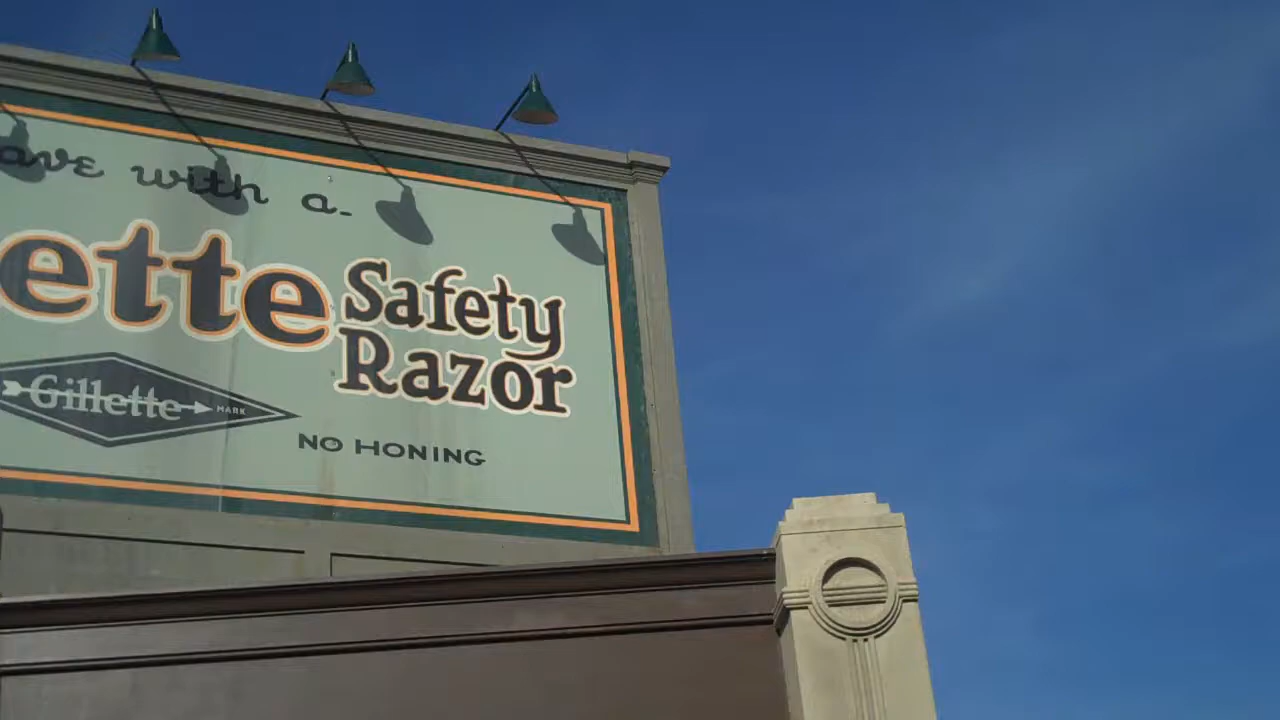 ave with a
ette Safety
Razor
Gillette MARK
NO HONING